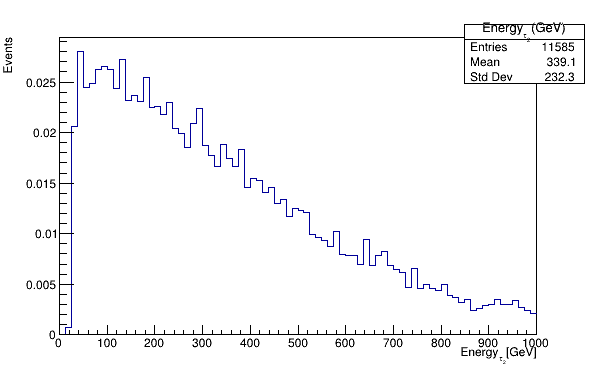 Energy_τ₂ (GeV)
Entries 11585
Mean 339.1
Std Dev 232.3
Events
0.025
0.02
0.015
0.01
0.005
0
0 100 200 300 400 500 600 700 800 900 1000
Energy_τ₂ [GeV]